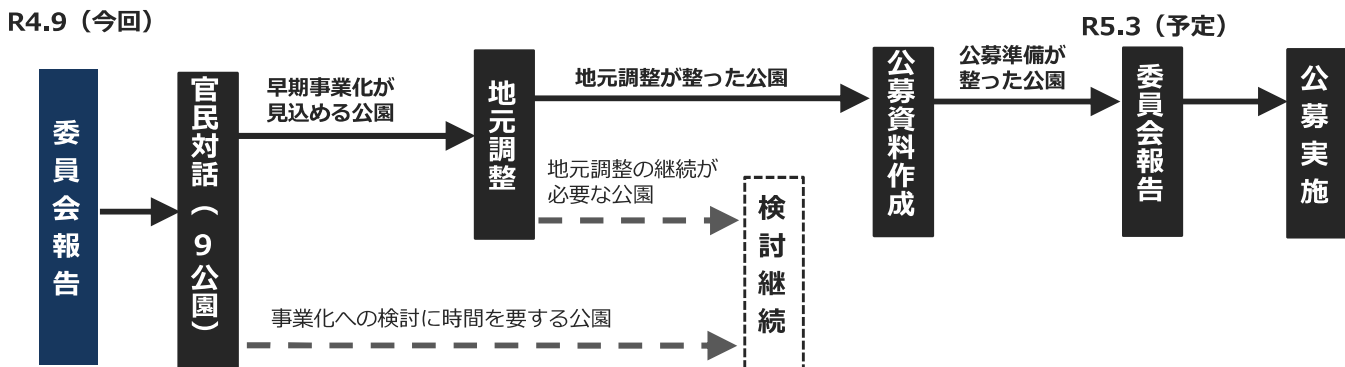 R4.9（今回）
委員会報告
官民対話（9公園）
早期事業化が
見込める公園
地元調整
地元調整が整った公園
地元調整の継続が
必要な公園
事業化への検討に時間を要する公園
検討継続
公募資料作成
公募準備が
整った公園
R5.3（予定）
委員会報告
公募実施